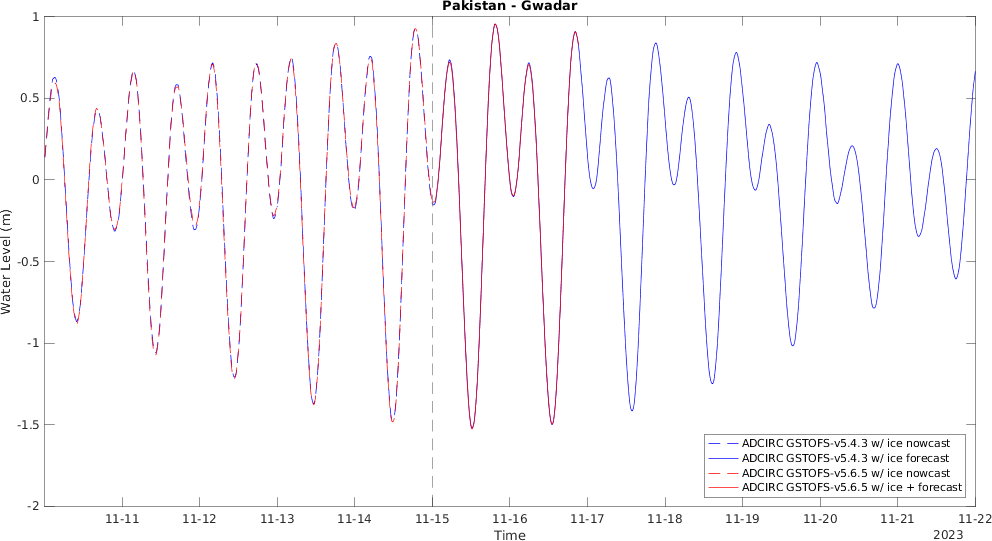 Pakistan - Gwadar
1
0.5
0
-0.5
-1
-1.5
-2
Water Level (m)
ADCIRC GSTOFS-v5.4.3 w/ ice nowcast
ADCIRC GSTOFS-v5.4.3 w/ ice forecast
ADCIRC GSTOFS-v5.6.5 w/ ice nowcast
ADCIRC GSTOFS-v5.6.5 w/ ice + forecast
11-11
11-12
11-13
11-14
11-15
11-16
11-17
11-18
11-19
11-20
11-21
11-22
Time
2023